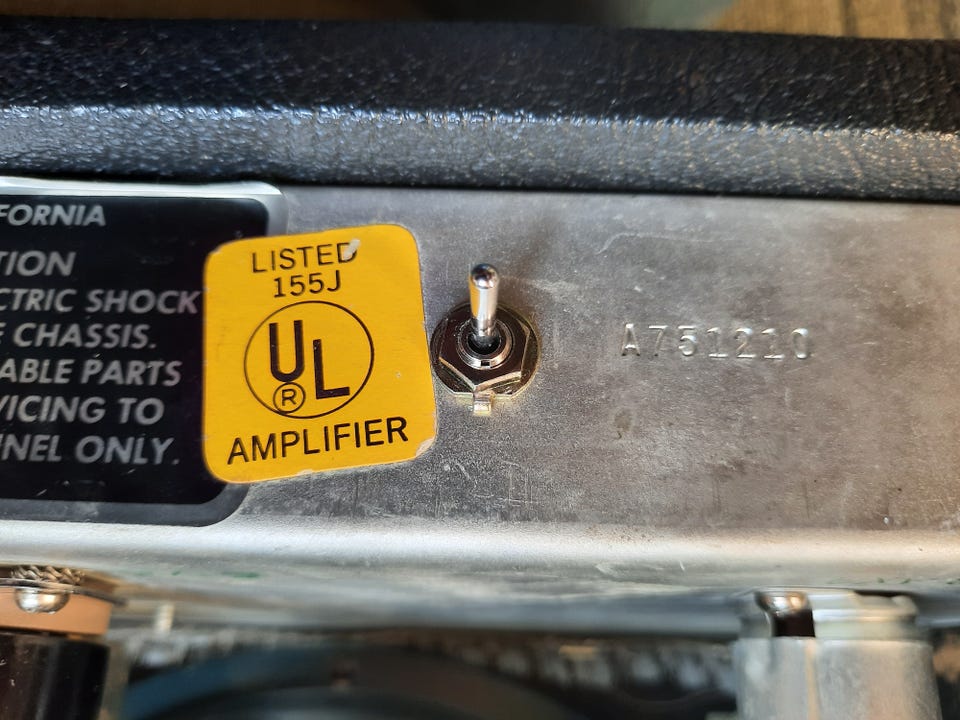 FORNIA
TION
CTRIC SHOCK
E CHASSIS.
ABLE PARTS
VICING TO
NEL ONLY.
LISTED
155J
UL
®
AMPLIFIER
A751210